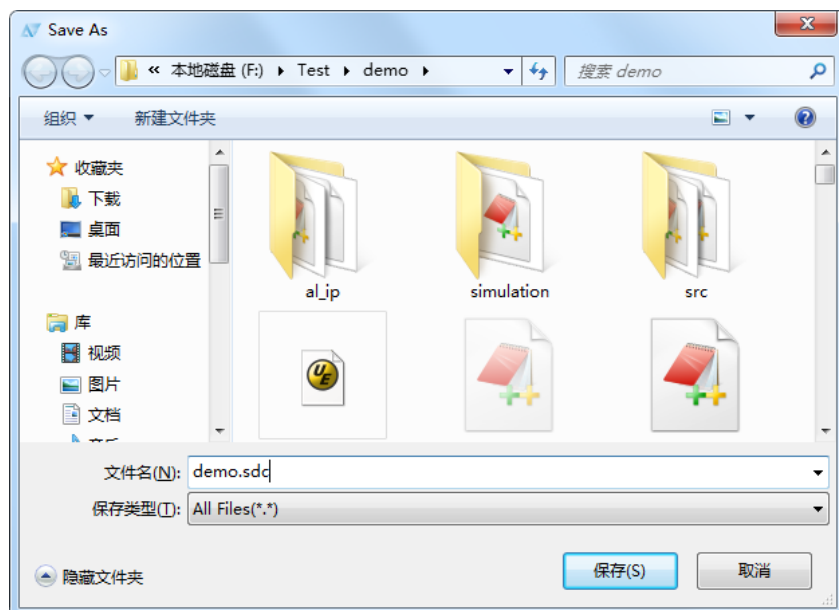 Save As
« 本地磁盘 (F:) Test demo
搜索 demo
组织 新建文件夹
收藏夹
下载
桌面
最近访问的位置
库
视频
图片
文档
al_ip
simulation
src
UE
文件名(N): demo.sdc
保存类型(T): All Files(*.*)
隐藏文件夹
保存(S)
取消